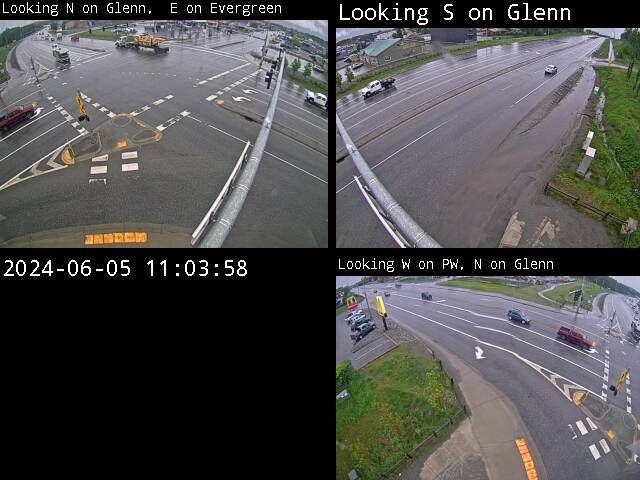 Looking N on Glenn,  E on Evergreen
Looking S on Glenn
2024-06-05 11:03:58
Looking W on PW, N on Glenn